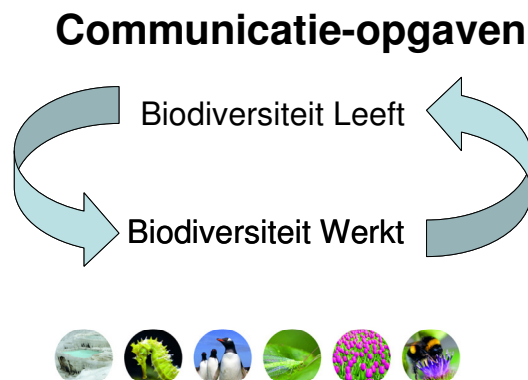 Communicatie-opgaven
Biodiversiteit Leeft
Biodiversiteit Werkt